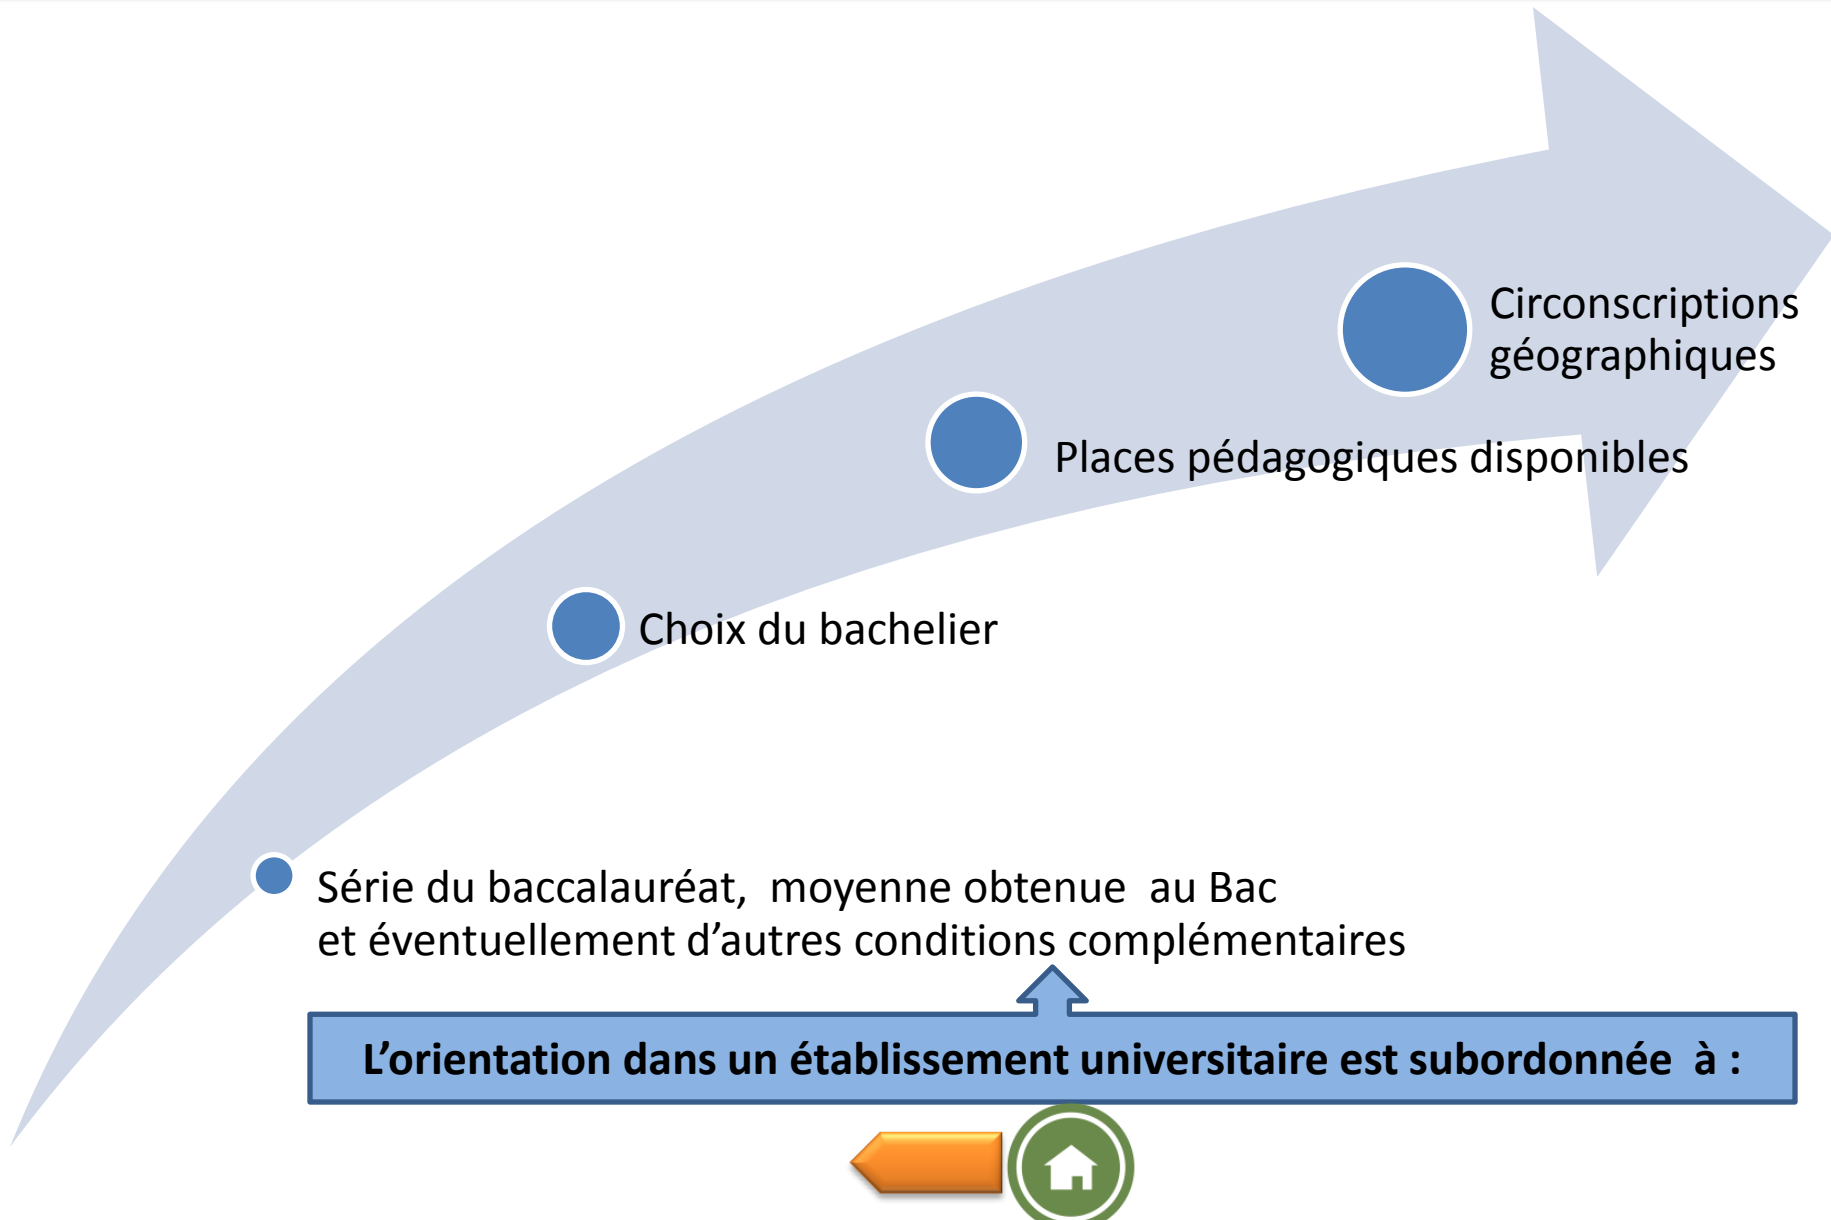 Circonscriptions
géographiques
Places pédagogiques disponibles
Choix du bachelier
Série du baccalauréat,  moyenne obtenue  au Bac
et éventuellement d’autres conditions complémentaires
L’orientation dans un établissement universitaire est subordonnée  à :